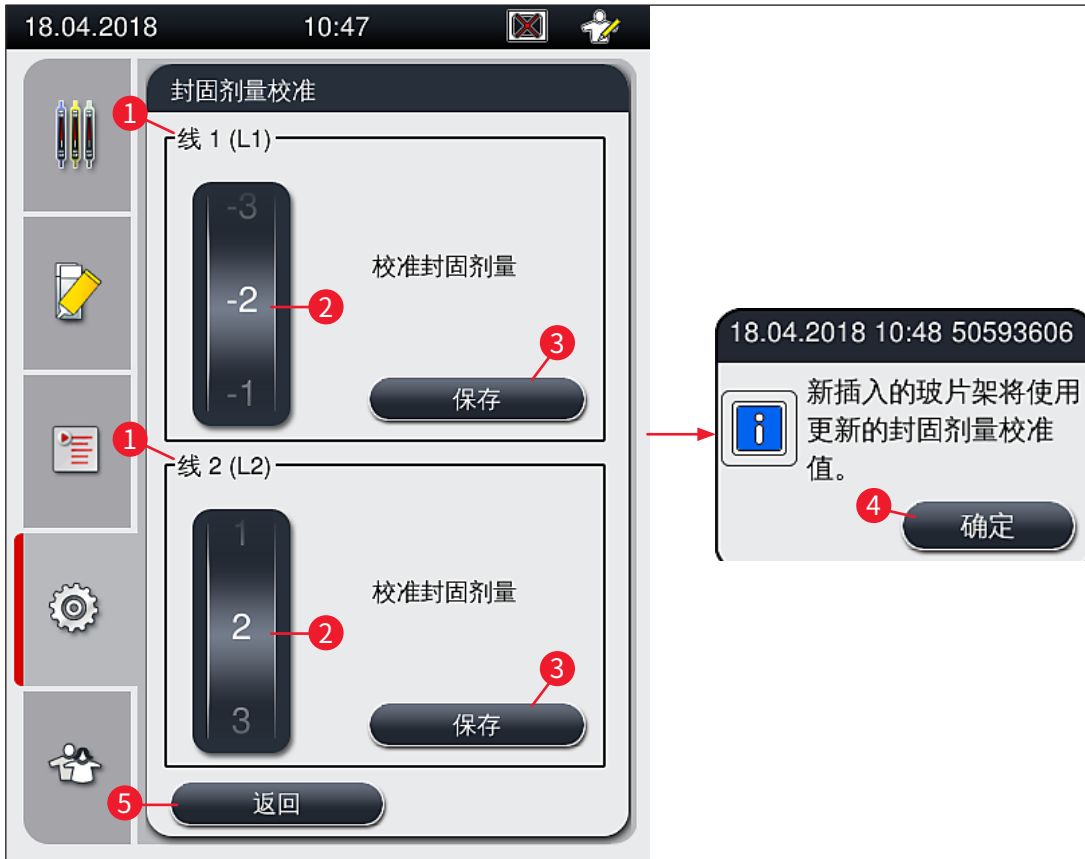 18.04.2018 10:47
封固剂量校准
1
线 1 (L1)
-3
-2
-1
2
校准封固剂量
3
保存
1
线 2 (L2)
1
2
3
2
校准封固剂量
3
保存
5
返回
18.04.2018 10:48 50593606
新插入的玻片架将使用
更新的封固剂量校准
值。
4
确定